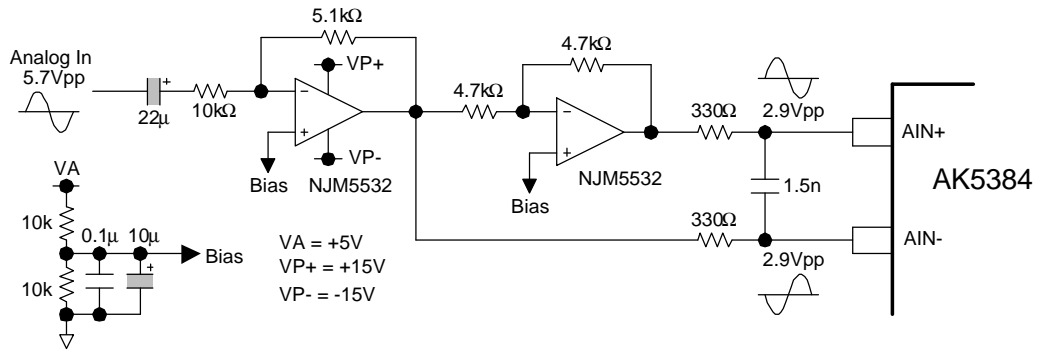 5.1kΩ
Analog In
5.7Vpp
VP+
4.7kΩ
4.7kΩ
330Ω
2.9Vpp
AIN+
22μ
10kΩ
VP-
Bias
NJM5532
NJM5532
Bias
1.5n
AK5384
VA
10k
0.1μ
10μ
Bias
10k
VA = +5V
VP+ = +15V
VP- = -15V
330Ω
AIN-
2.9Vpp